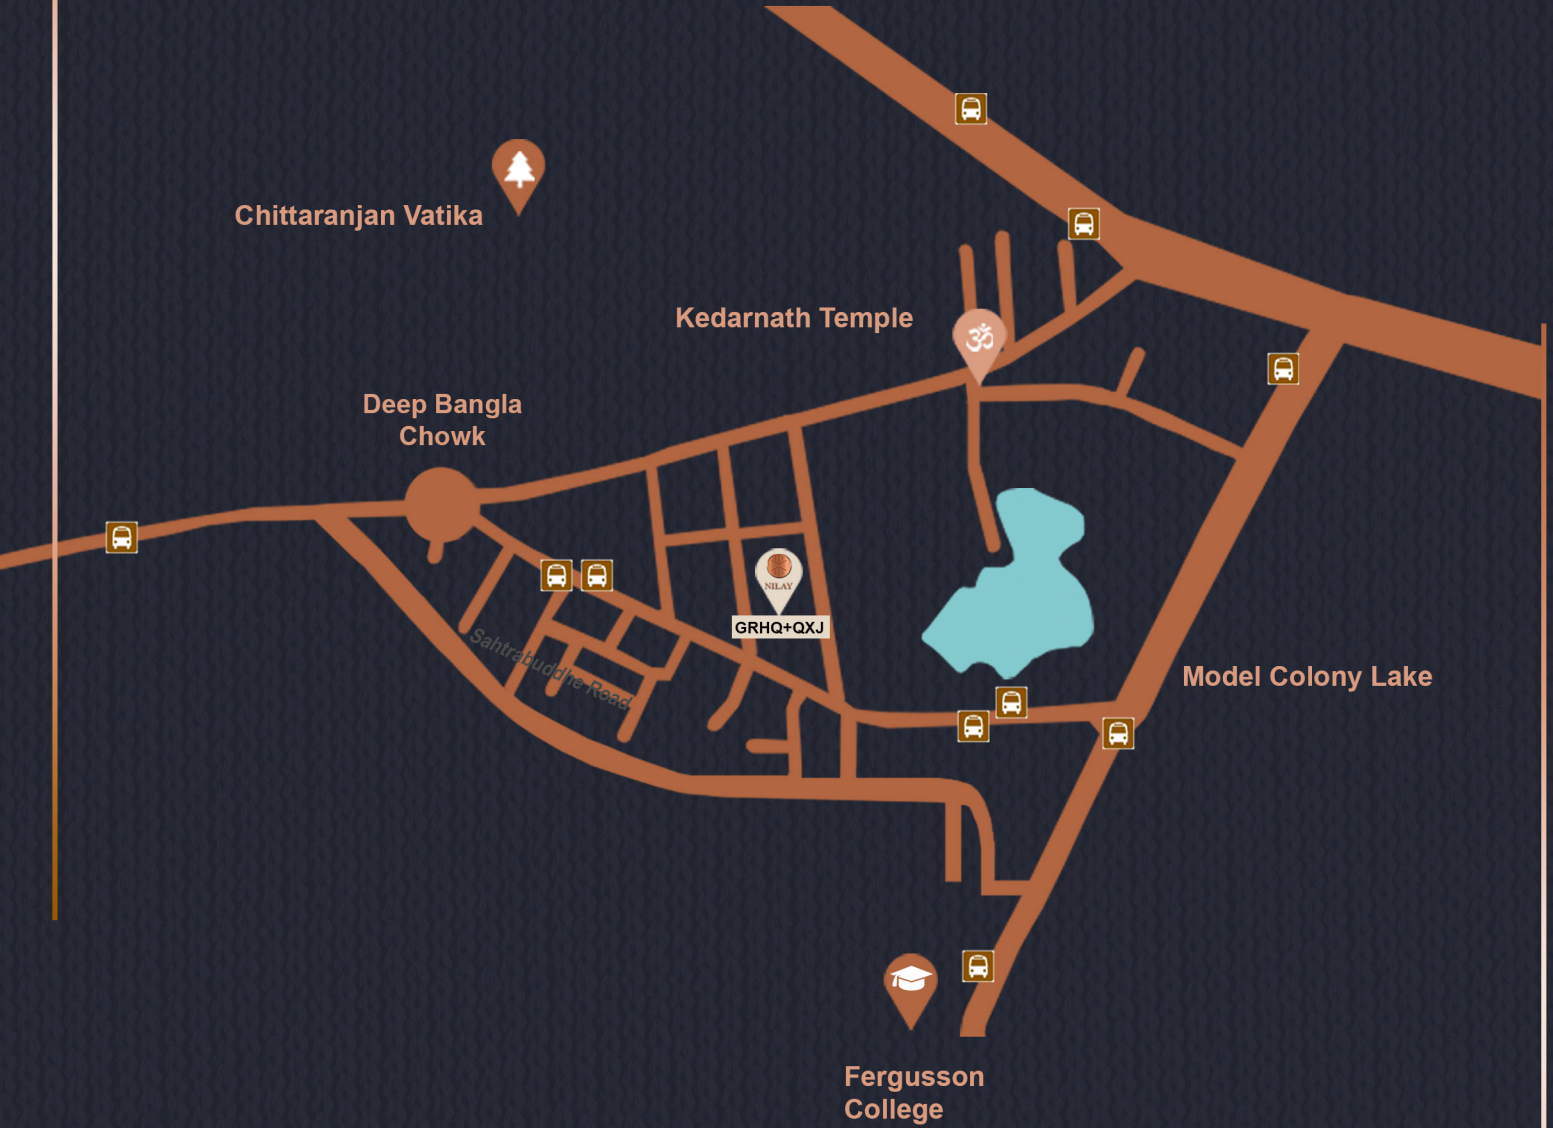 Chittaranjan Vatika
Kedarnath Temple
Deep Bangla
Chowk
NILAY
GRHQ+QXJ
Sahtrabuddhe Road
Model Colony Lake
Fergusson
College
ॐ